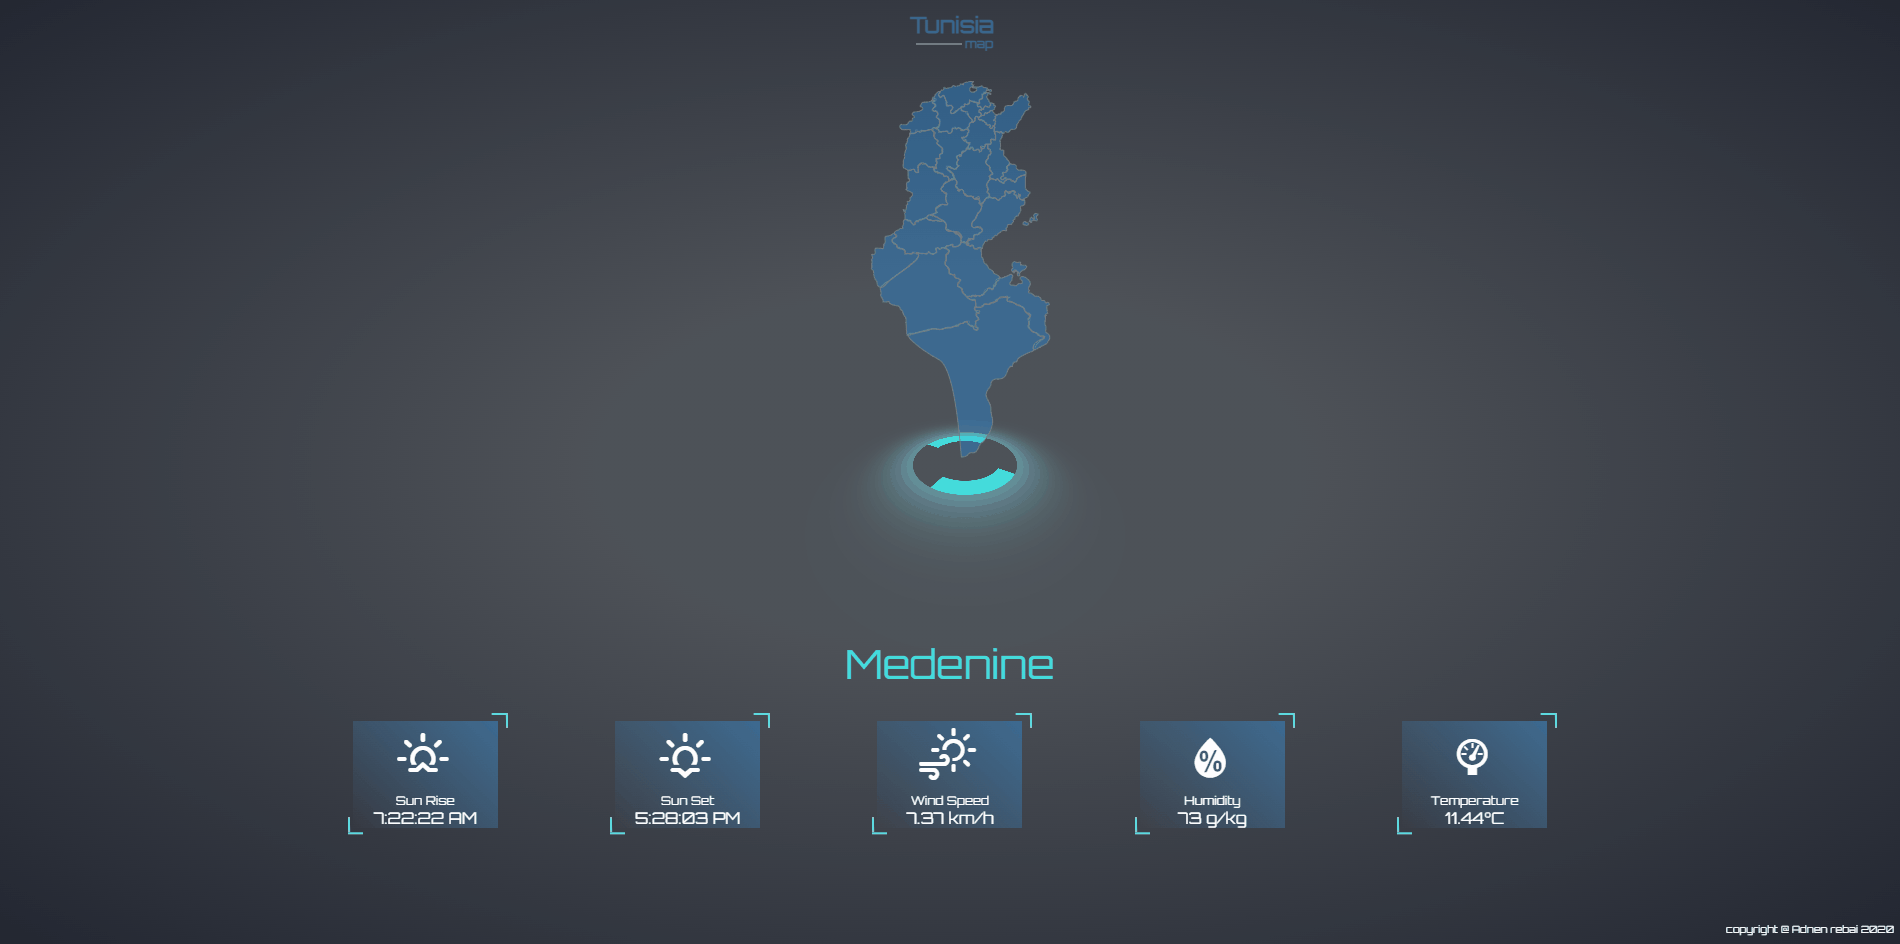 Tunisia
map
Medenine
Sun Rise
7:22:22 AM
Sun Set
5:28:03 PM
Wind Speed
7.37 km/h
%
Humidity
73 g/kg
Temperature
11.44°C
copyright @ Adnen rebai 2020